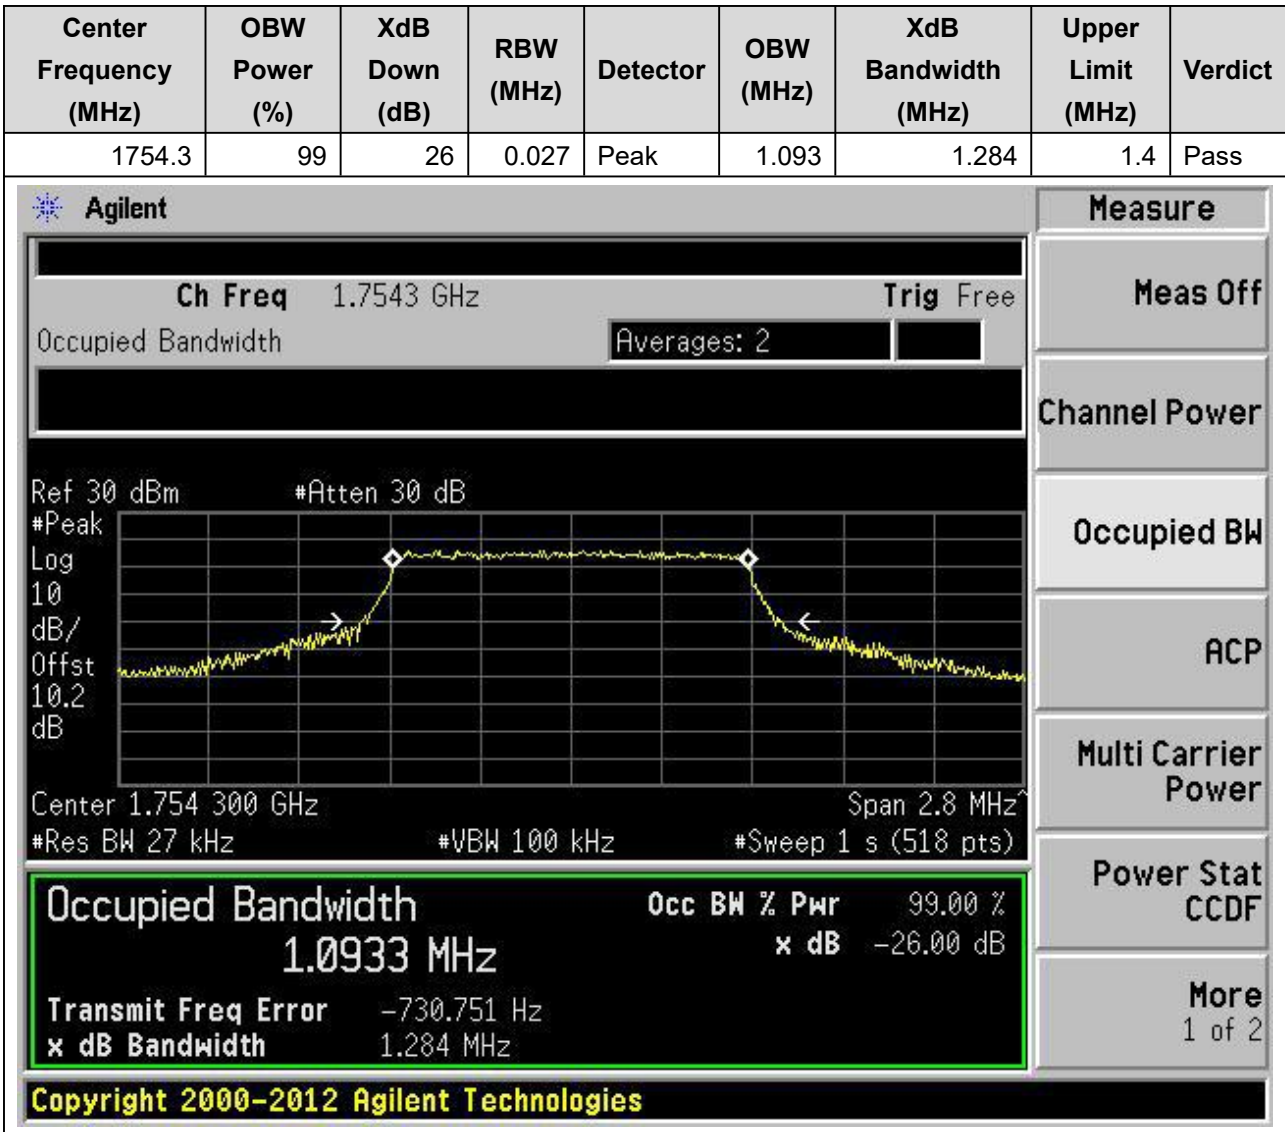 Center Frequency (MHz) OBW Power (%) XdB Down (dB) RBW (MHz) Detector OBW (MHz) XdB Bandwidth (MHz) Upper Limit (MHz) Verdict
1754.3 99 26 0.027 Peak 1.093 1.284 1.4 Pass
Agilent
Measure
Ch Freq 1.7543 GHz Trig Free
Meas Off
Occupied Bandwidth Averages: 2
Channel Power
Ref 30 dBm #Atten 30 dB
#Peak
Log
10
dB/
Offst
10.2
dB
Occupied BW
ACP
Multi Carrier
Power
Center 1.754 300 GHz Span 2.8 MHz^
#Res BW 27 kHz #VBW 100 kHz #Sweep 1 s (518 pts)
Power Stat
CCDF
Occupied Bandwidth Occ BW % Pwr 99.00 %
1.0933 MHz x dB -26.00 dB
Transmit Freq Error -730.751 Hz
x dB Bandwidth 1.284 MHz
More
1 of 2
Copyright 2000-2012 Agilent Technologies